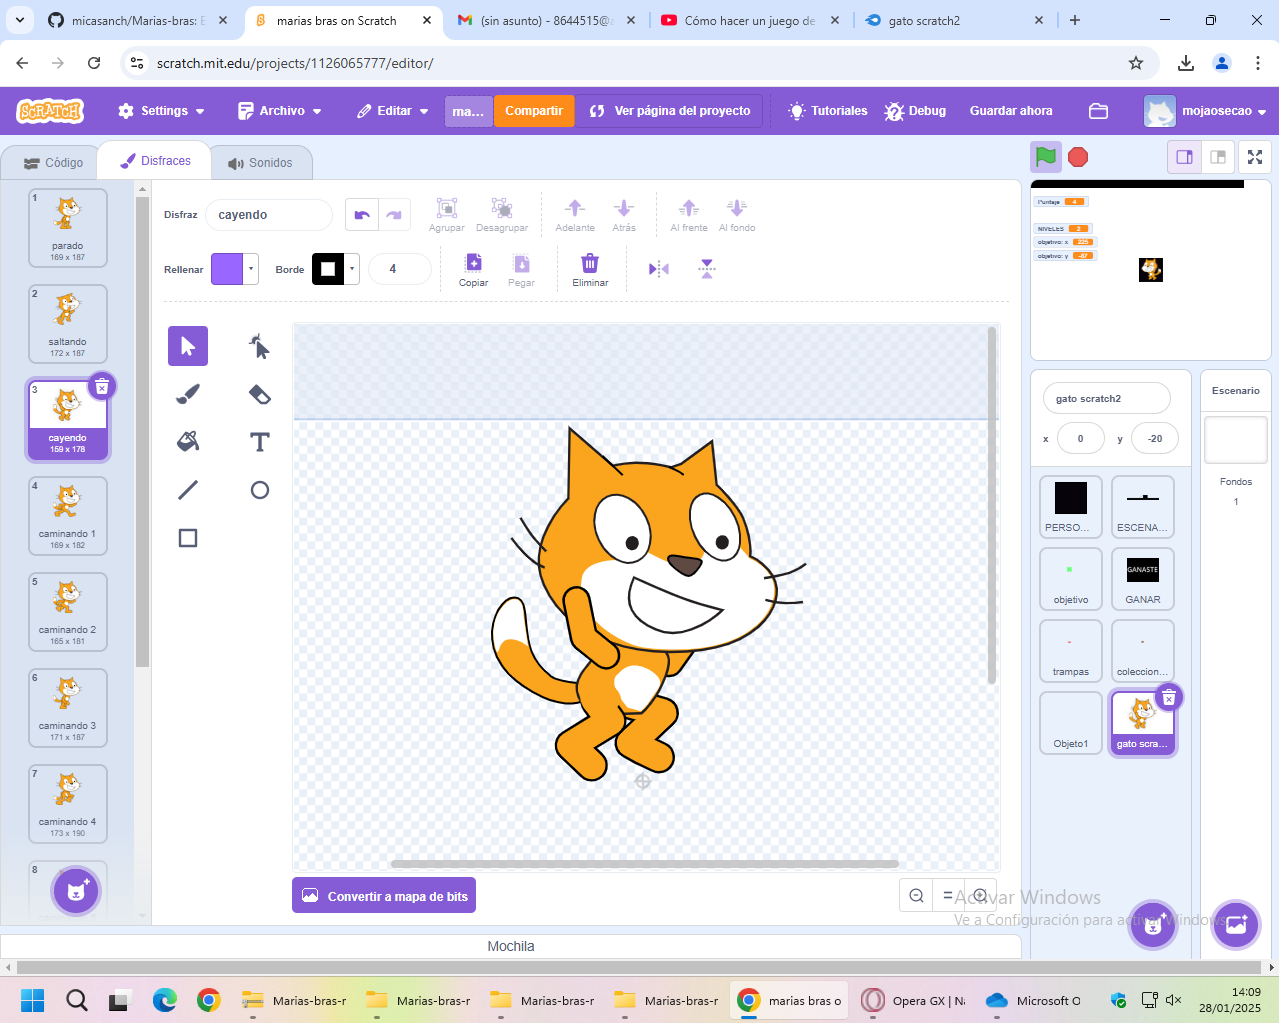 micasanch/Marias-bras: E
marias bras on Scratch
(sin asunto) - 8644515@a
Cómo hacer un juego de
gato scratch2
scratch.mit.edu/projects/1126065777/editor/
SCRATCH
Settings
Archivo
Editar
ma...
Compartir
Ver página del proyecto
Tutoriales
Debug
Guardar ahora
mojaosecao
Código
Disfraces
Sonidos
1
parado
169 x 187
2
saltando
172 x 187
3
cayendo
159 x 178
4
caminando 1
169 x 182
5
caminando 2
165 x 181
6
caminando 3
171 x 187
7
caminando 4
173 x 190
8
Disfraz
cayendo
Agrupar
Desagrupar
Adelante
Atrás
Al frente
Al fondo
Rellenar
Borde
4
Copiar
Pegar
Eliminar
Convertir a mapa de bits
Puntaje 4
NIVELES 2
objetivo: x 225
objetivo: y -67
gato scratch2
x 0 y -20
PERSO...
ESCENA...
objetivo
GANASTE
GANAR
trampas
coleccion...
Objeto1
gato scra...
Escenario
Fondos
1
Activar Windows
Ve a Configuración para activar Windows.
Mochila
Marias-bras-r
Marias-bras-r
Marias-bras-r
Marias-bras-r
marias bras o
Opera GX | Na
Microsoft O
14:09
28/01/2025